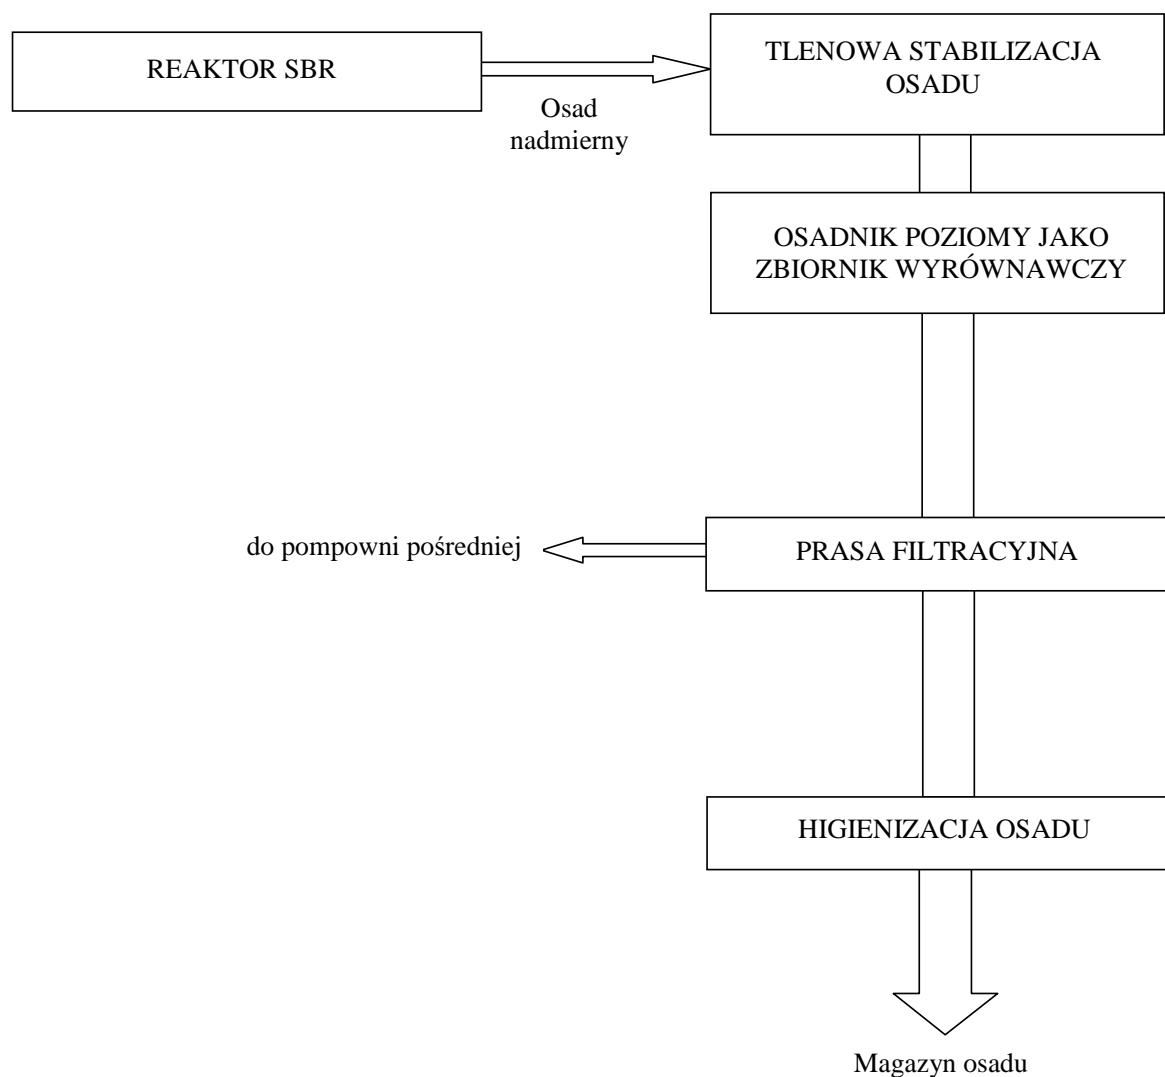 REAKTOR SBR
Osad
nadmierny
TLENOWA STABILIZACJA
OSADU
OSADNIK POZIOMY JAKO
ZBIORNIK WYRÓWNAWCZY
do pompowni pośredniej
PRASA FILTRACYJNA
HIGIENIZACJA OSADU
Magazyn osadu